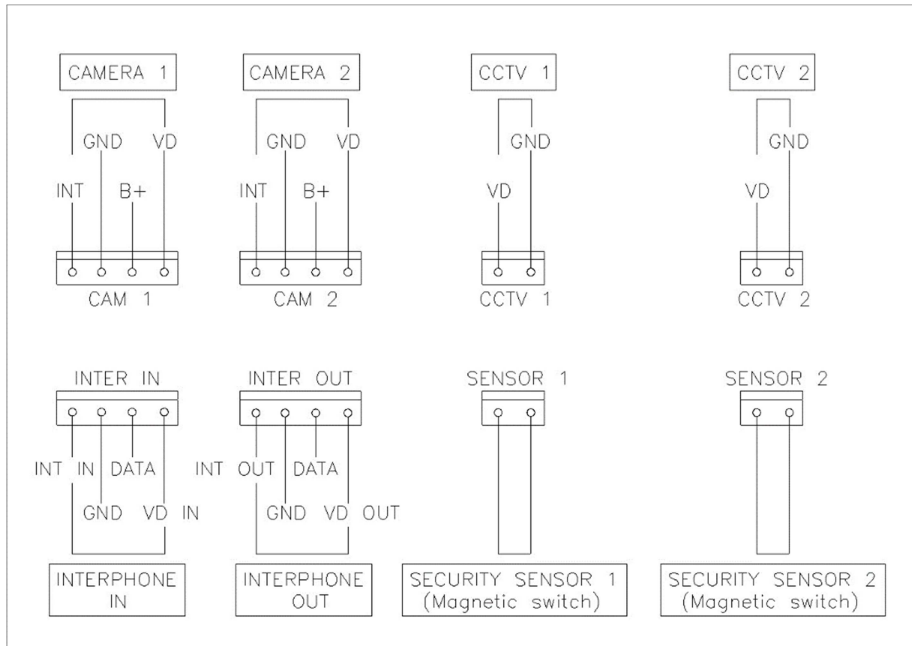 CAMERA 1
CAMERA 2
CCTV 1
CCTV 2
GND VD
GND VD
GND
GND
INT B+
INT B+
VD
VD
CAM 1
CAM 2
CCTV 1
CCTV 2
INTER IN
INTER OUT
SENSOR 1
SENSOR 2
INT IN DATA
INT OUT DATA
GND VD IN
GND VD OUT
INTERPHONE
IN
INTERPHONE
OUT
SECURITY SENSOR 1
(Magnetic switch)
SECURITY SENSOR 2
(Magnetic switch)